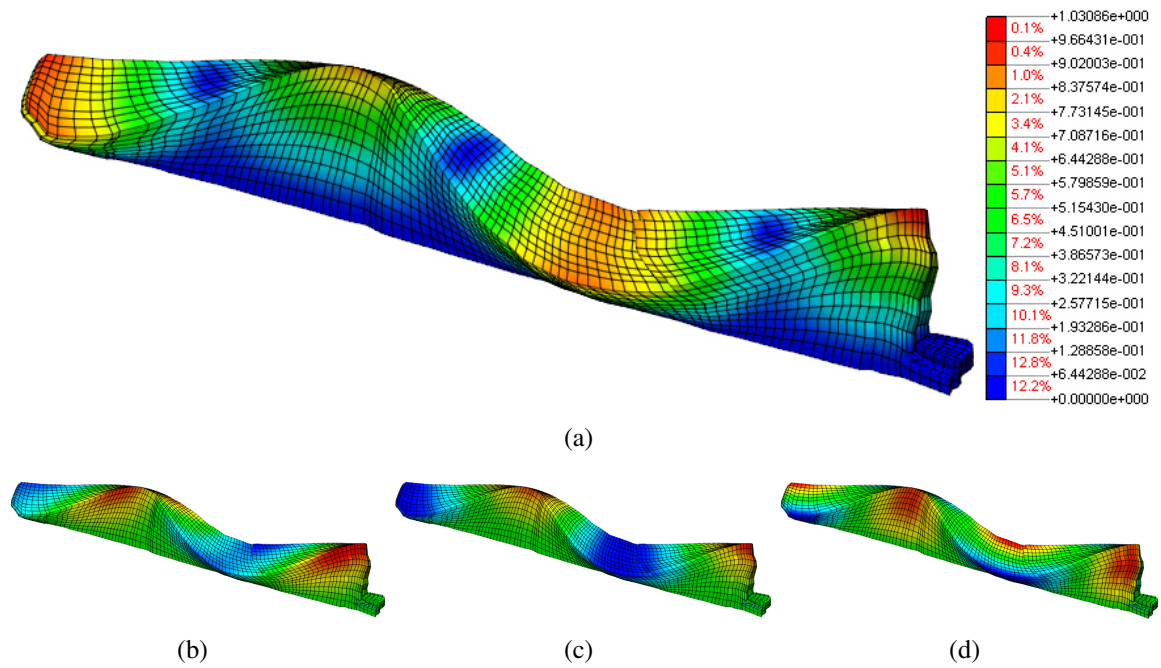 +1.03086e+000
0.1%
+9.66431e-001
0.4%
+9.02003e-001
1.0%
+8.37574e-001
2.1%
+7.73145e-001
3.4%
+7.08716e-001
4.1%
+6.44288e-001
5.1%
+5.79859e-001
5.7%
+5.15430e-001
6.5%
+4.51001e-001
7.2%
+3.86573e-001
8.1%
+3.22144e-001
9.3%
+2.57715e-001
10.1%
+1.93286e-001
11.8%
+1.28858e-001
12.8%
+6.44288e-002
12.2%
+0.00000e+000
(a)
(b) (c) (d)